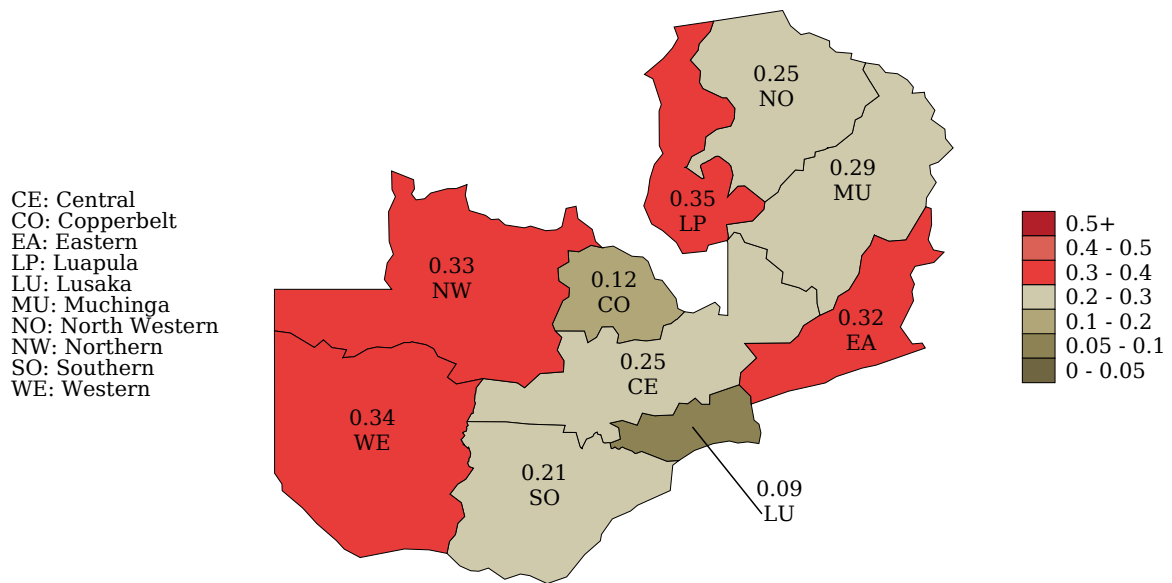 CE: Central
CO: Copperbelt
EA: Eastern
LP: Luapula
LU: Lusaka
MU: Muchinga
NO: North Western
NW: Northern
SO: Southern
WE: Western
0.25
NO
0.29
MU
0.35
LP
0.33
NW
0.12
CO
0.32
EA
0.25
CE
0.34
WE
0.21
SO
0.09
LU
0.5+
0.4 - 0.5
0.3 - 0.4
0.2 - 0.3
0.1 - 0.2
0.05 - 0.1
0 - 0.05